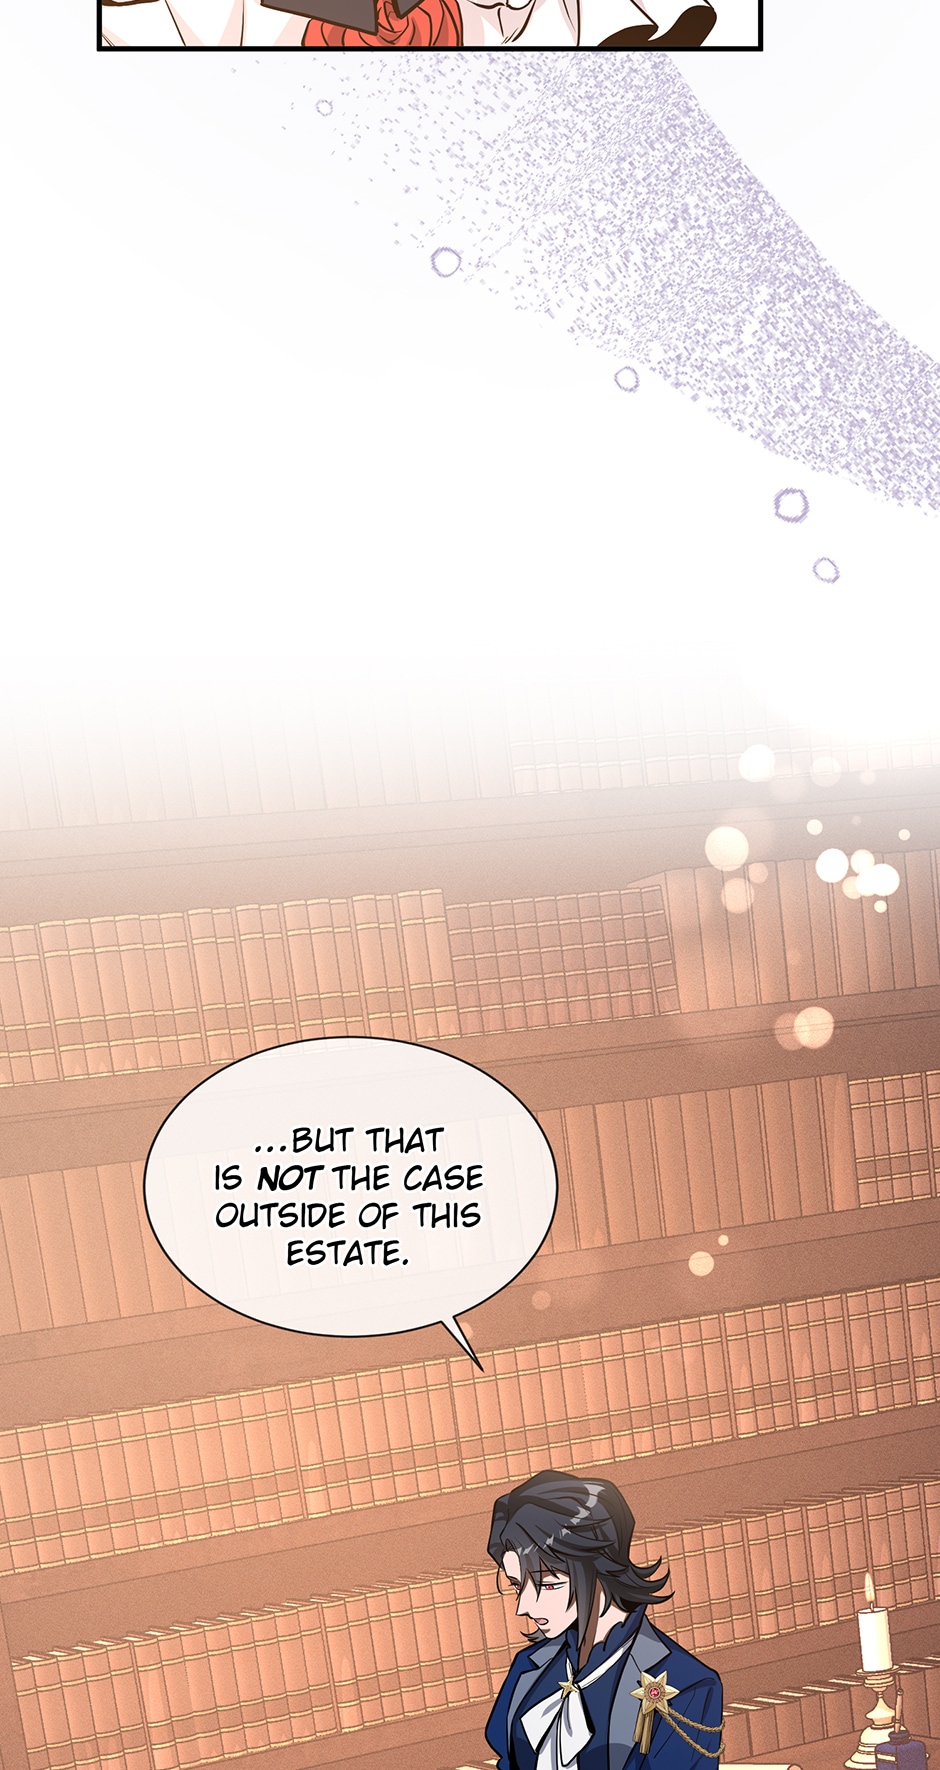 ...BUT THAT
IS NOT THE CASE
OUTSIDE OF THIS
ESTATE.